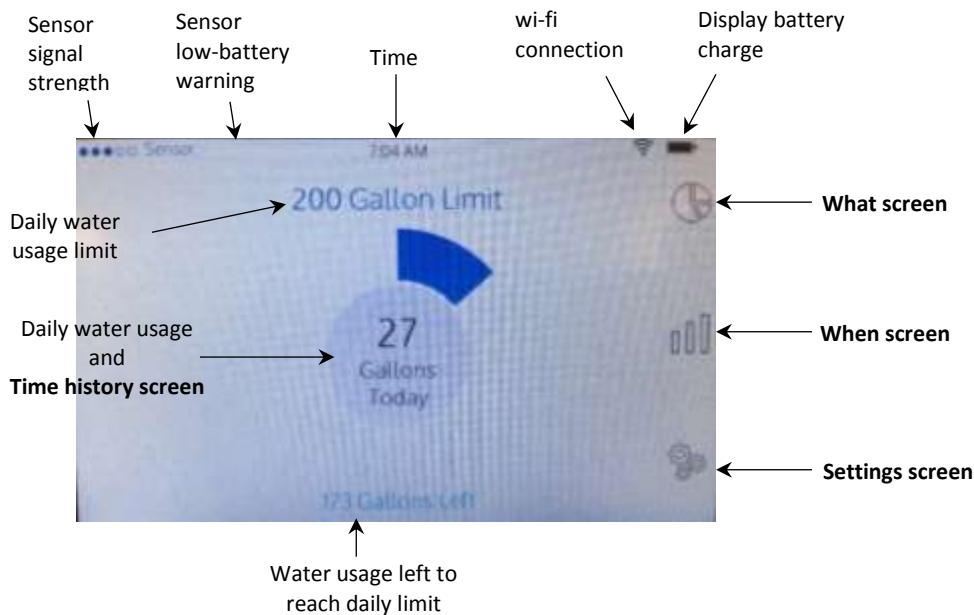 Sensor
signal
strength
Sensor
low-battery
warning
Time
wi-fi
connection
Display battery
charge
Sensor
7:04 AM
200 Gallon Limit
Daily water
usage limit
What screen
27
Gallons
Today
Daily water usage
and
Time history screen
When screen
Settings screen
173 Gallons Left
Water usage left to
reach daily limit